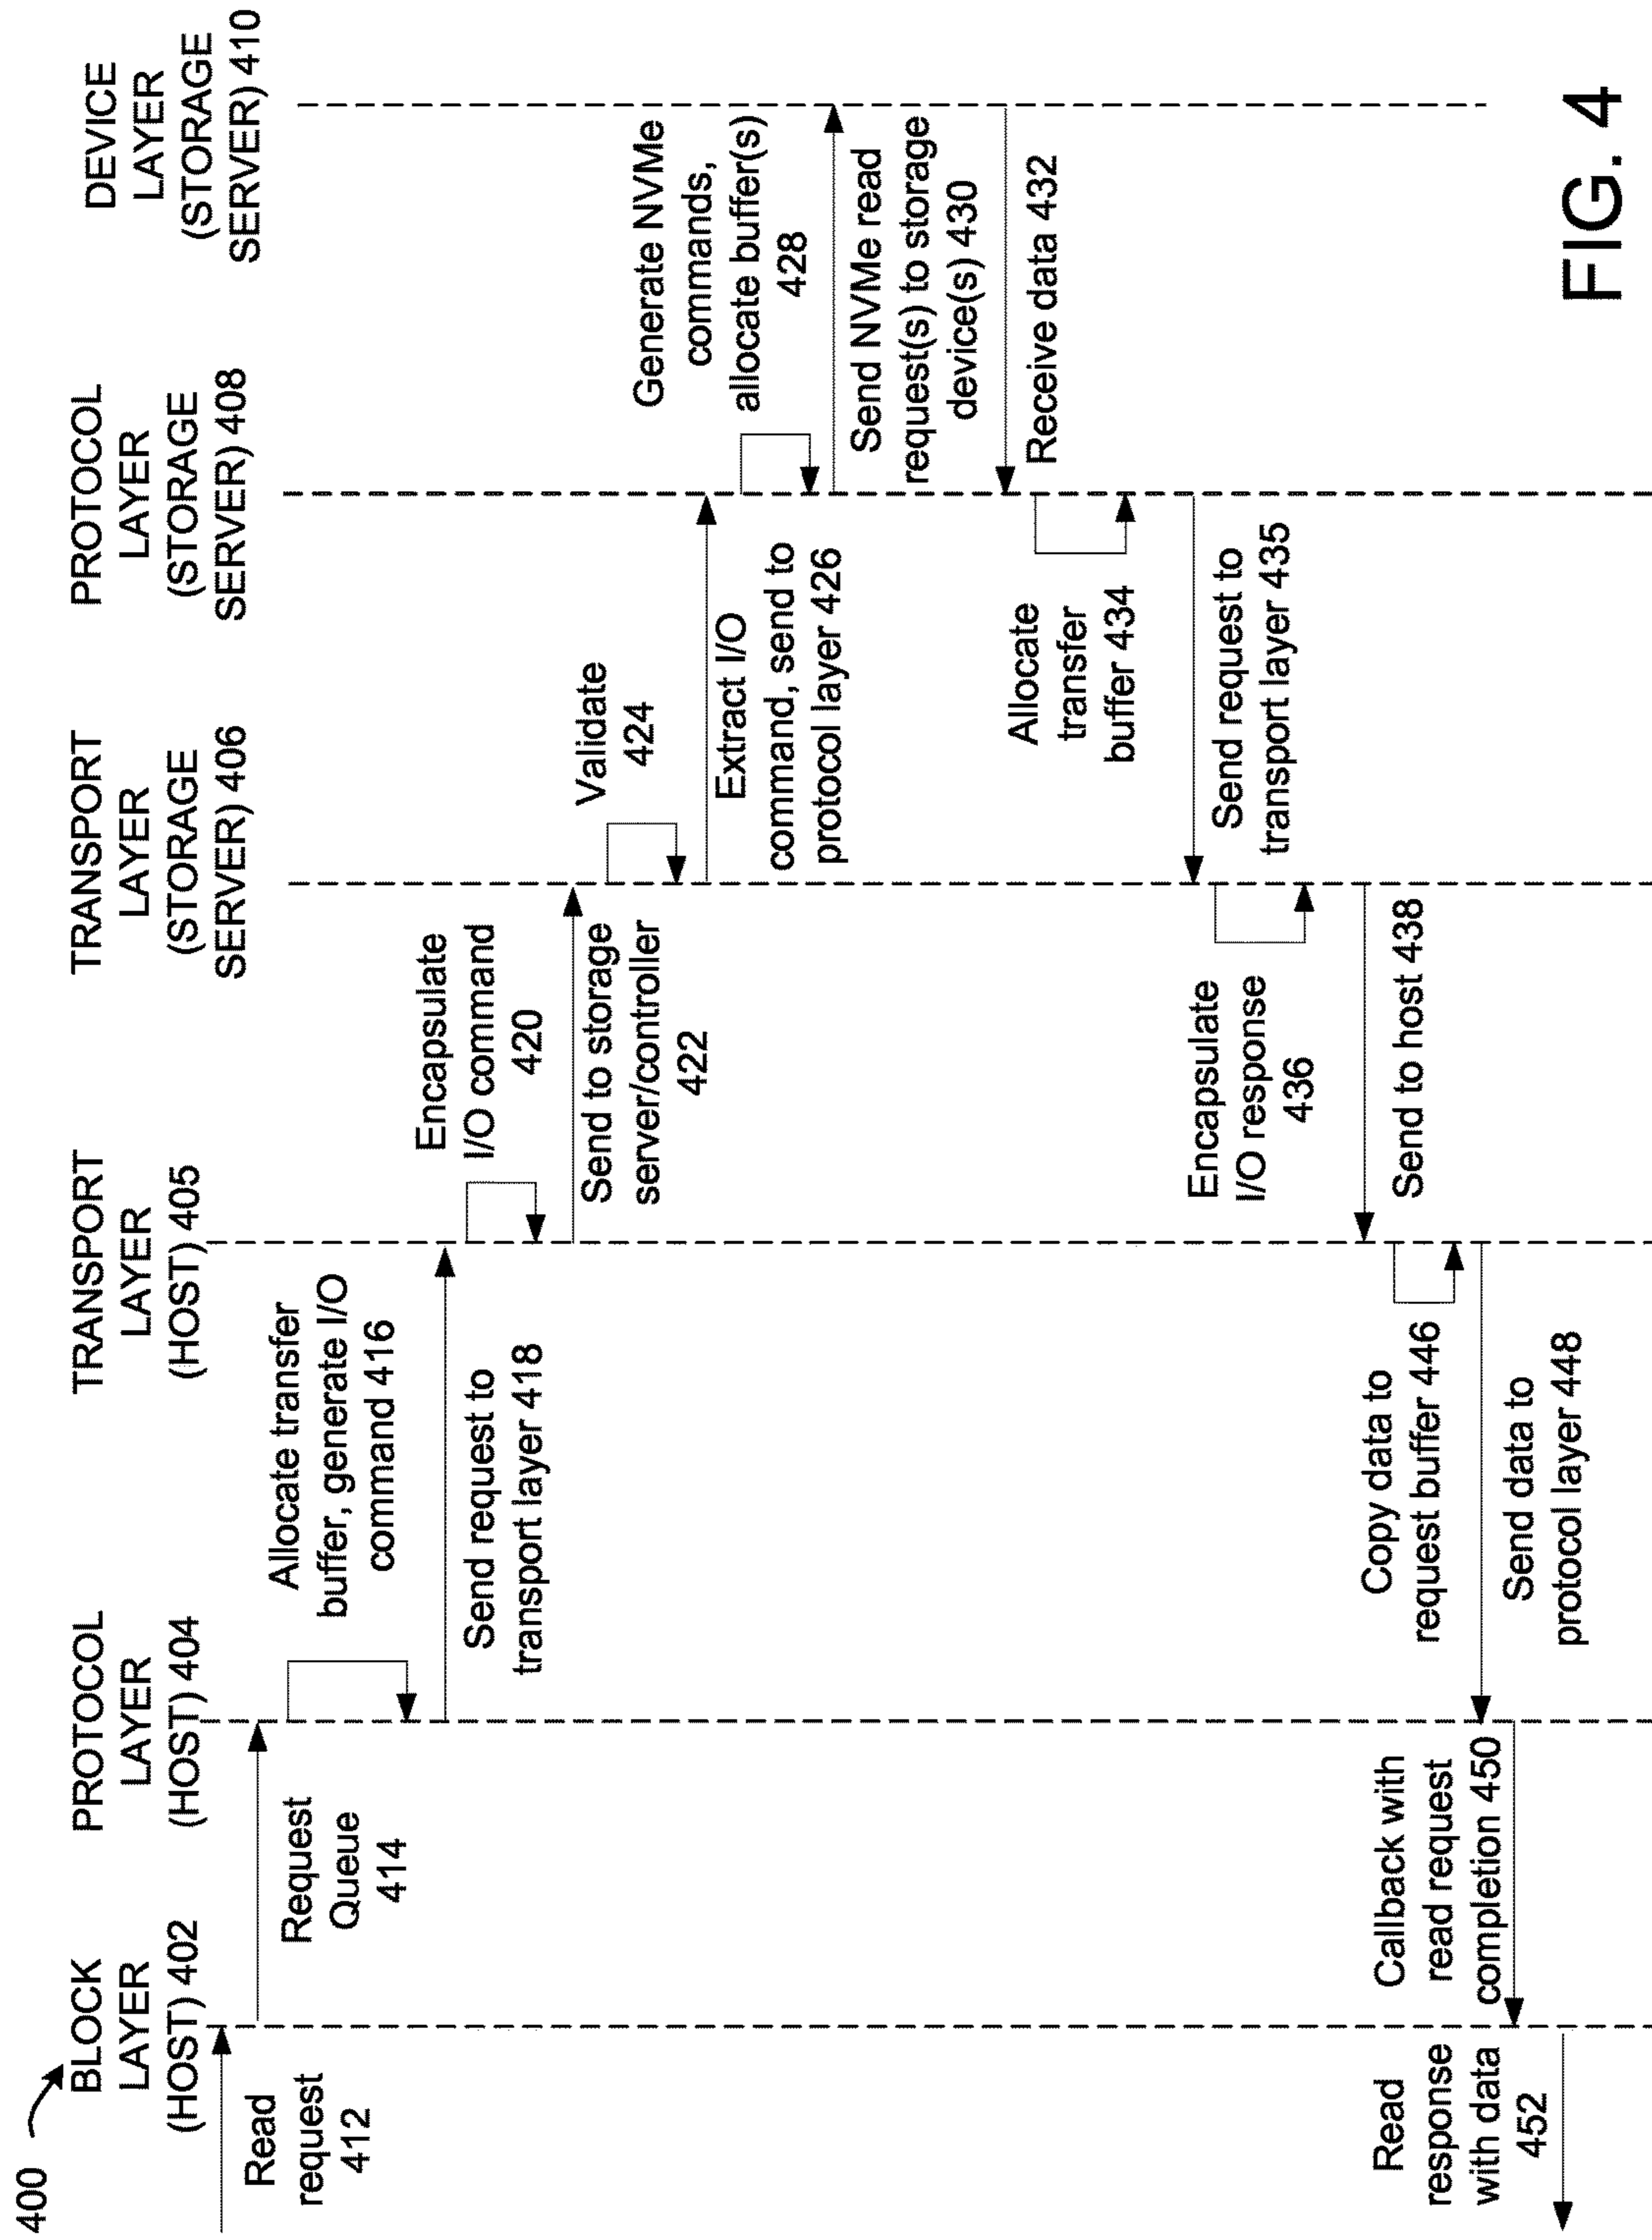 400
BLOCK
LAYER
(HOST) 402
PROTOCOL
LAYER
(HOST) 404
TRANSPORT
LAYER
(HOST) 405
TRANSPORT
LAYER
(STORAGE
SERVER) 406
PROTOCOL
LAYER
(STORAGE
SERVER) 408
DEVICE
LAYER
(STORAGE
SERVER) 410
Read
request
412
Request
Queue
414
Allocate transfer
buffer, generate I/O
command 416
Send request to
transport layer 418
Encapsulate
I/O command
420
Send to storage
server/controller
422
Validate
424
Extract I/O
command, send to
protocol layer 426
Generate NVMe
commands,
allocate buffer(s)
428
Send NVMe read
request(s) to storage
device(s) 430
Receive data 432
Allocate
transfer
buffer 434
Send request to
transport layer 435
Encapsulate
I/O response
436
Send to host 438
Copy data to
request buffer 446
Send data to
protocol layer 448
Callback with
read request
completion 450
Read
response
with data
452
FIG. 4